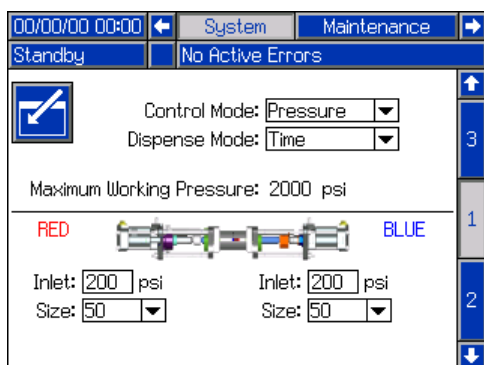 00/00/00 00:00 System Maintenance
Standby No Active Errors
Control Mode: Pressure
Dispense Mode: Time
3
Maximum Working Pressure: 2000 psi
1
RED BLUE
Inlet: 200 psi Inlet: 200 psi
Size: 50 Size: 50
2